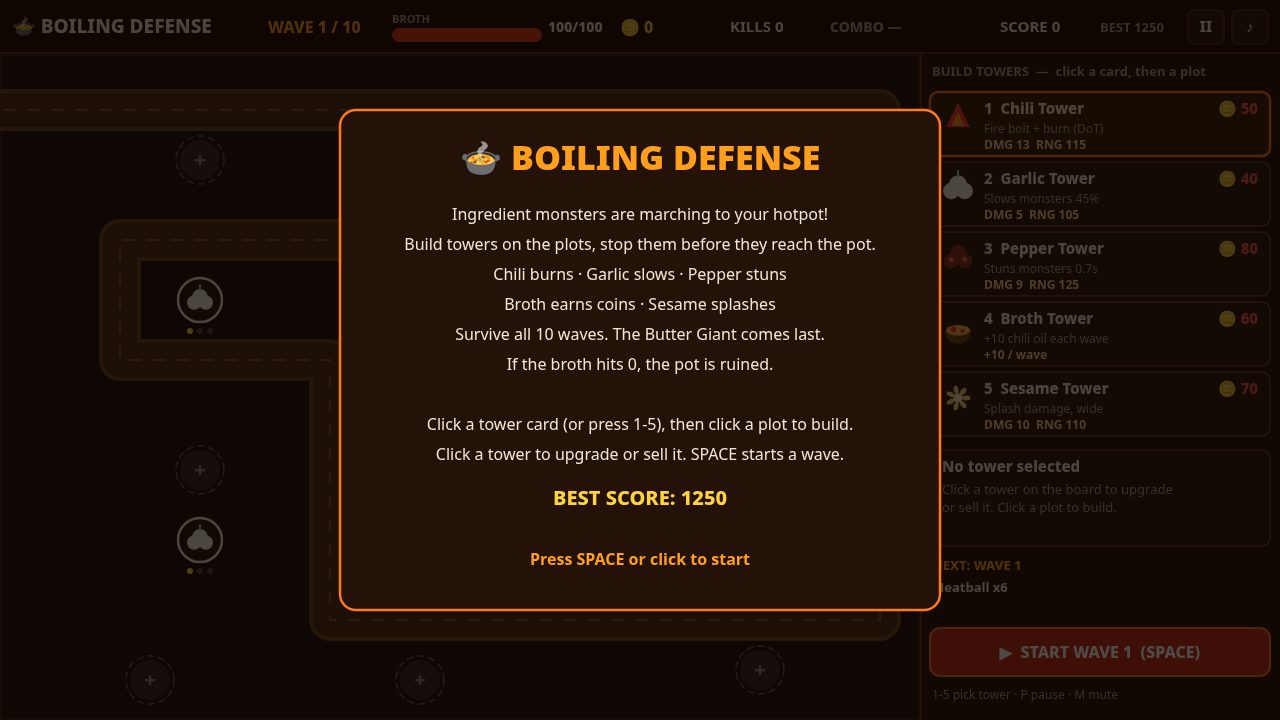 🍲 BOILING DEFENSE
WAVE 1 / 10
BROTH
100/100
0
KILLS 0
COMBO —
SCORE 0
BEST 1250
II
♪
BUILD TOWERS — click a card, then a plot
1 Chili Tower
50
Fire bolt + burn (DoT)
DMG 13 RNG 115
2 Garlic Tower
40
Slows monsters 45%
DMG 5 RNG 105
3 Pepper Tower
80
Stuns monsters 0.7s
DMG 9 RNG 125
4 Broth Tower
60
+10 chili oil each wave
+10 / wave
5 Sesame Tower
70
Splash damage, wide
DMG 10 RNG 110
No tower selected
Click a tower on the board to upgrade
or sell it. Click a plot to build.
EXT: WAVE 1
eatball x6
▶ START WAVE 1 (SPACE)
1-5 pick tower · P pause · M mute
🍲 BOILING DEFENSE
Ingredient monsters are marching to your hotpot!
Build towers on the plots, stop them before they reach the pot.
Chili burns · Garlic slows · Pepper stuns
Broth earns coins · Sesame splashes
Survive all 10 waves. The Butter Giant comes last.
If the broth hits 0, the pot is ruined.
Click a tower card (or press 1-5), then click a plot to build.
Click a tower to upgrade or sell it. SPACE starts a wave.
BEST SCORE: 1250
Press SPACE or click to start